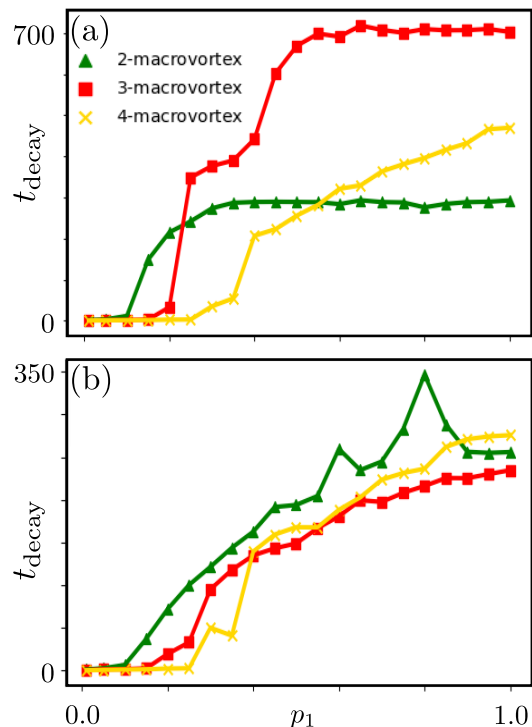 700
(a)
2-macrovortex
3-macrovortex
4-macrovortex
t_decay
0
350
(b)
t_decay
0
0.0
p_1
1.0